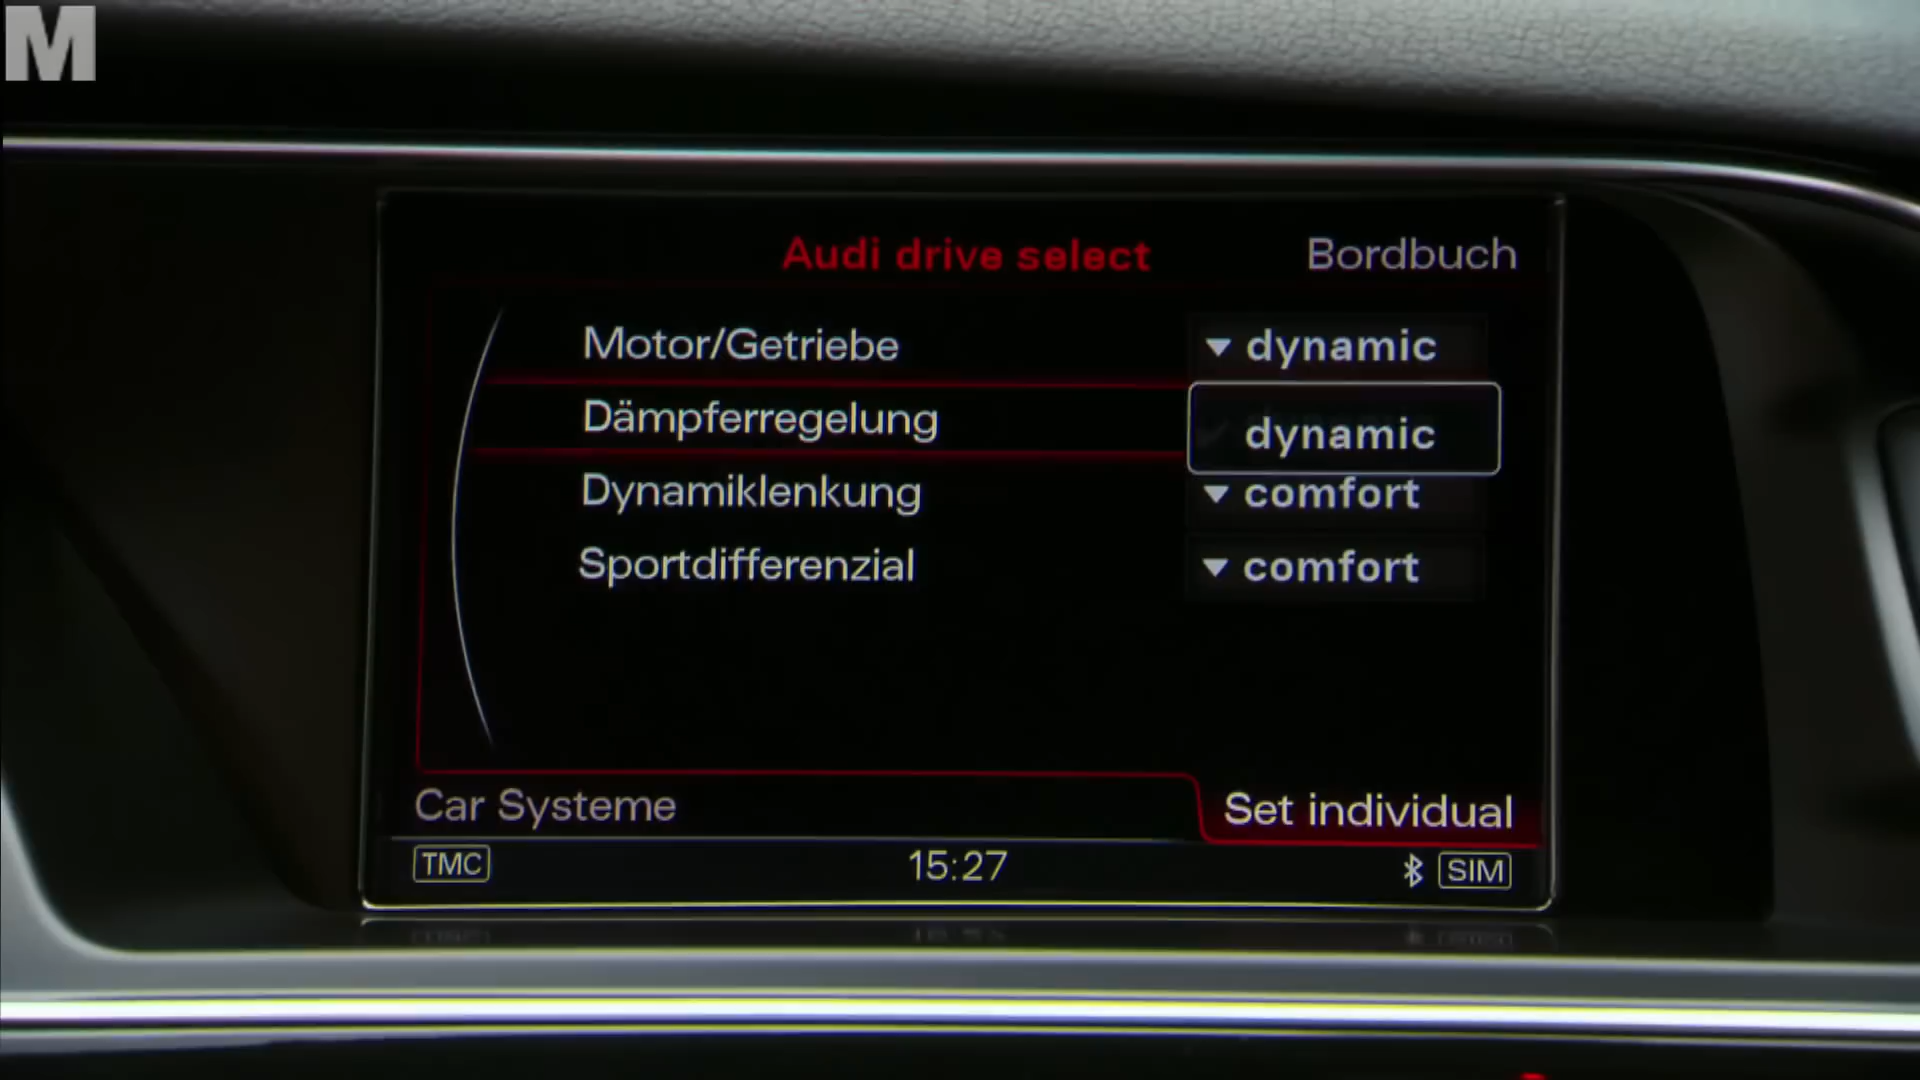 M
Audi drive select Bordbuch
Motor/Getriebe dynamic
Dämpferregelung dynamic
Dynamiklenkung comfort
Sportdifferenzial comfort
Car Systeme Set individual
TMC 15:27 SIM